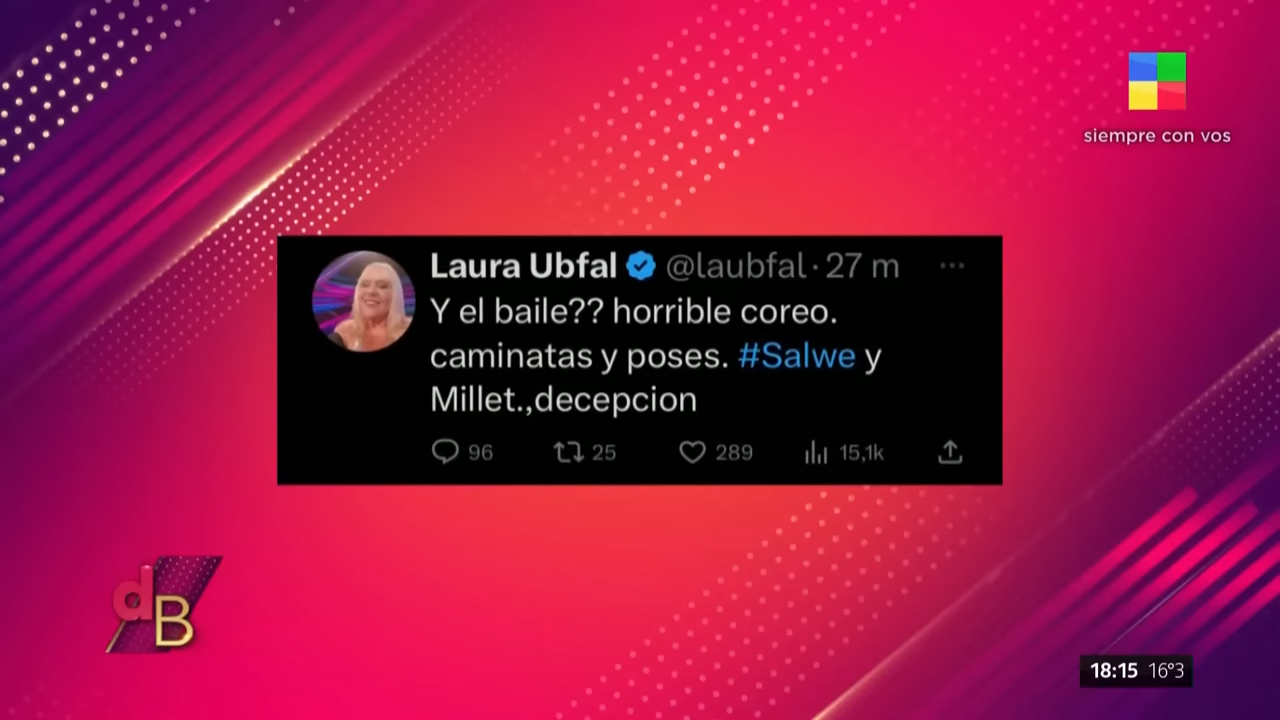 siempre con vos
Laura Ubfal @laubfal · 27 m
Y el baile?? horrible coreo.
caminatas y poses. #Salwe y
Millet.,decepcion
96 25 289 15,1k
dB
18:15 16°3